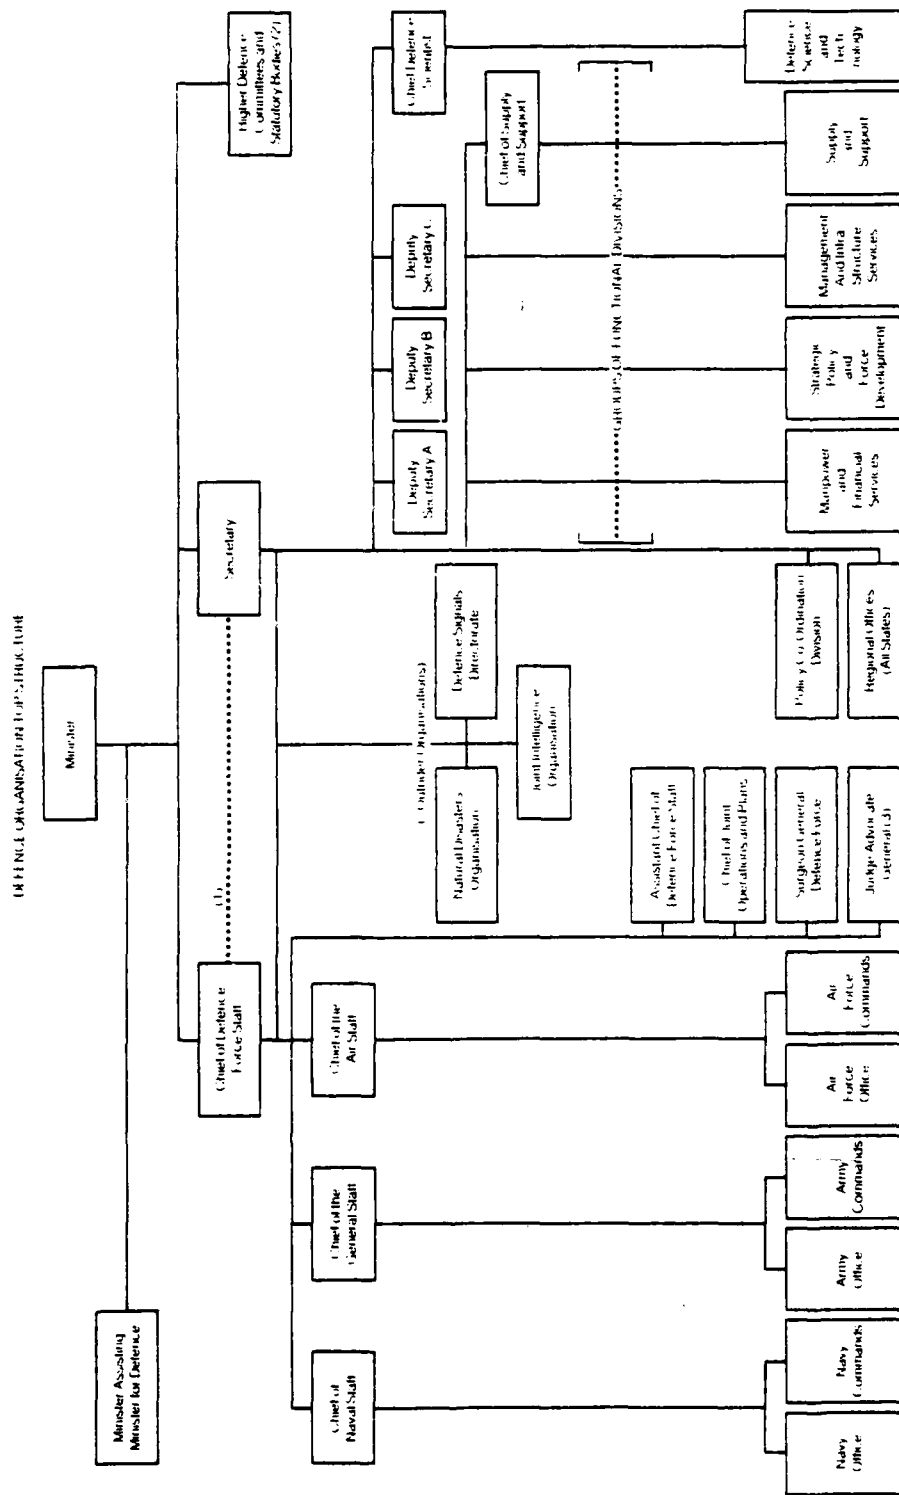 DEFENCE ORGANISATION TOP STRUCTURE
Minister
Minister Assisting
Minister for Defence
Higher Defence
Committees and
Statutory Bodies (2)
Chief of Defence
Force Staff
(1)
Secretary
Chief of
Naval Staff
Chief of the
General Staff
Chief of the
Air Staff
Deputy
Secretary A
Deputy
Secretary B
Deputy
Secretary C
Chief Defence
Scientist
Chief of Supply
and Support
( Outrider Organisations)
Natural Disasters
Organisation
Defence Signals
Directorate
Joint Intelligence
Organisation
GROUPS OF FUNCTIONAL DIVISIONS
Assistant Chief of
Defence Force Staff
Chief of Joint
Operations and Plans
Surgeon General
Defence Force
Judge Advocate
General
Policy Co-Ordination
Division
Regional Offices
(All States)
Navy
Office
Navy
Commands
Army
Office
Army
Commands
Air
Force
Office
Air
Force
Commands
Manpower
and
Financial
Services
Strategic
Policy
and
Force
Development
Management
And Infra
Structure
Services
Supply
and
Support
Defence
Science
and
Tech
nology